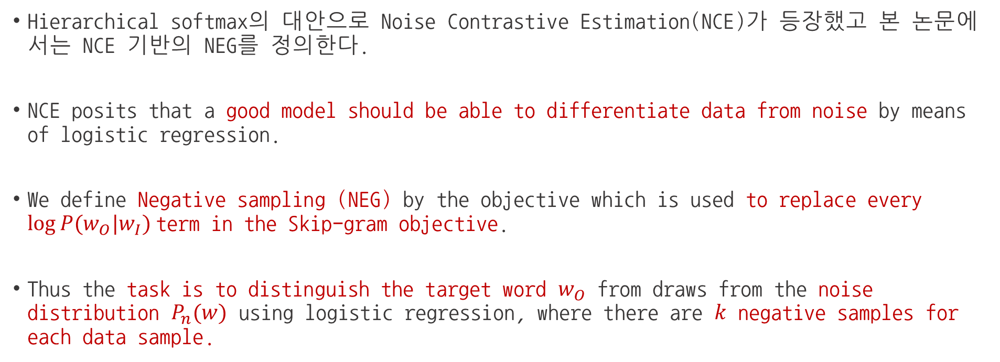 • Hierarchical softmax의 대안으로 Noise Contrastive Estimation(NCE)가 등장했고 본 논문에
서는 NCE 기반의 NEG를 정의한다.
• NCE posits that a good model should be able to differentiate data from noise by means
of logistic regression.
• We define Negative sampling (NEG) by the objective which is used to replace every
log P(w_O|w_I) term in the Skip-gram objective.
• Thus the task is to distinguish the target word w_O from draws from the noise
distribution P_n(w) using logistic regression, where there are k negative samples for
each data sample.